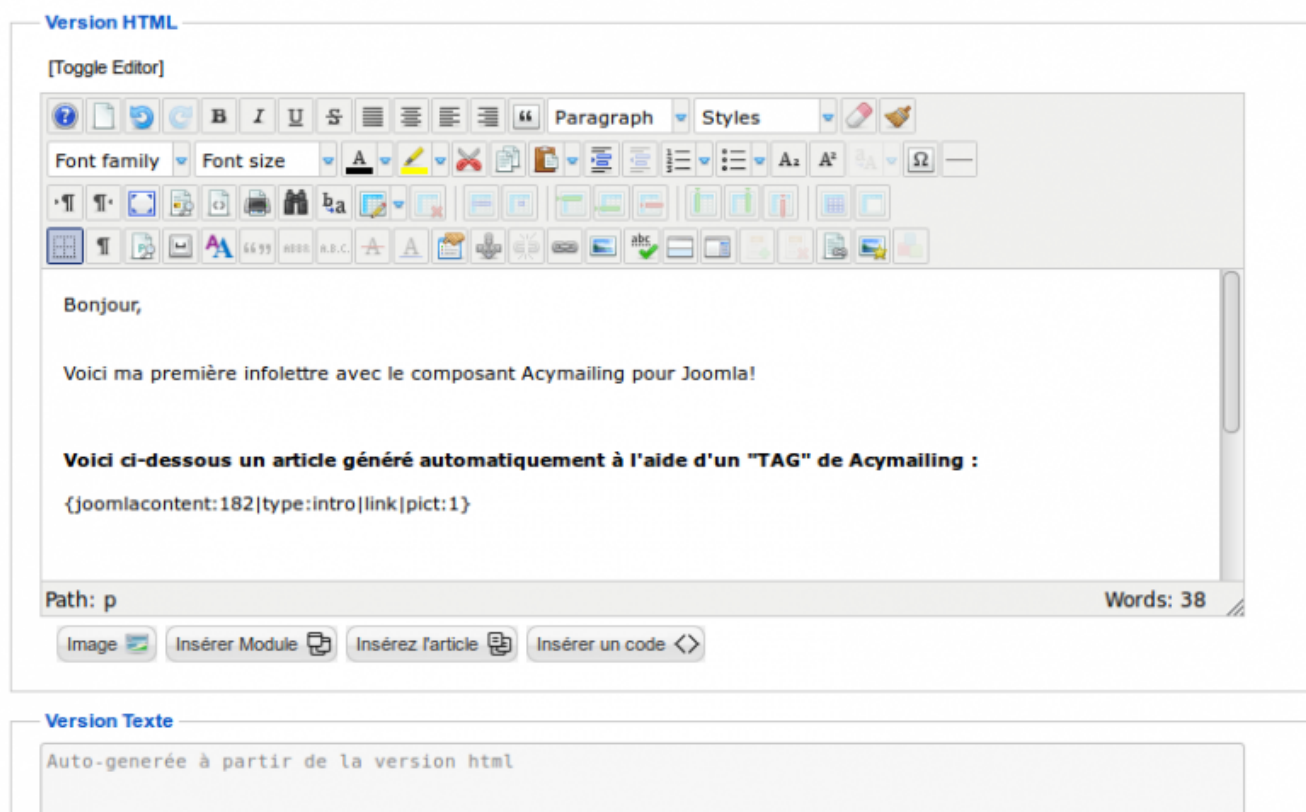 Version HTML
[Toggle Editor]
B I U S Paragraph Styles
Font family Font size A A₂ A² Ω
Bonjour,
Voici ma première infolettre avec le composant Acymailing pour Joomla!
Voici ci-dessous un article généré automatiquement à l'aide d'un "TAG" de Acymailing :
{joomlacontent:182|type:intro|link|pict:1}
Path: p
Words: 38
Image Insérer Module Insérez l'article Insérer un code
Version Texte
Auto-generée à partir de la version html